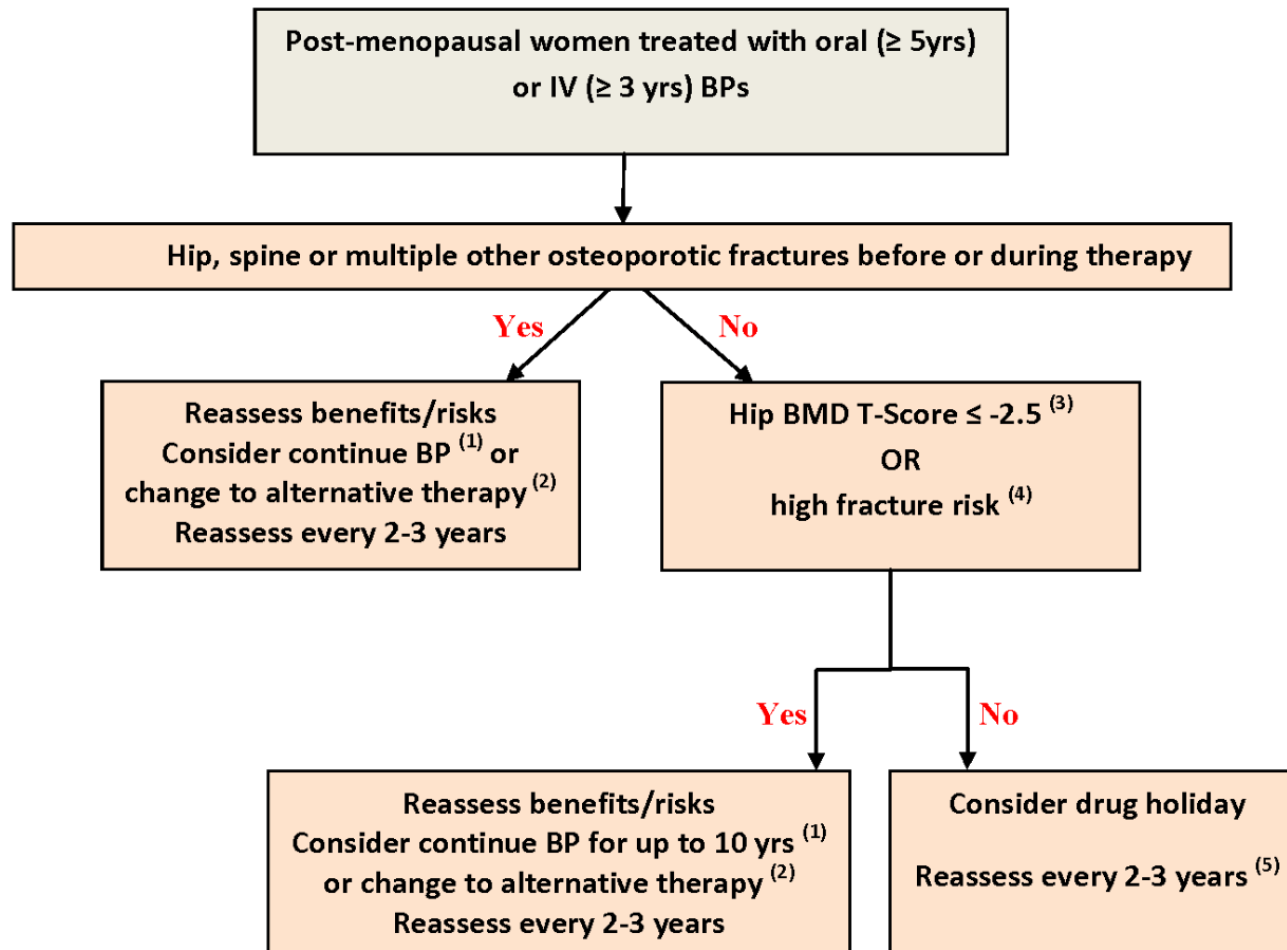 Post-menopausal women treated with oral (≥ 5yrs)
or IV (≥ 3 yrs) BPs
Hip, spine or multiple other osteoporotic fractures before or during therapy
Yes
No
Reassess benefits/risks
Consider continue BP (1) or
change to alternative therapy (2)
Reassess every 2-3 years
Hip BMD T-Score ≤ -2.5 (3)
OR
high fracture risk (4)
Yes
No
Reassess benefits/risks
Consider continue BP for up to 10 yrs (1)
or change to alternative therapy (2)
Reassess every 2-3 years
Consider drug holiday
Reassess every 2-3 years (5)